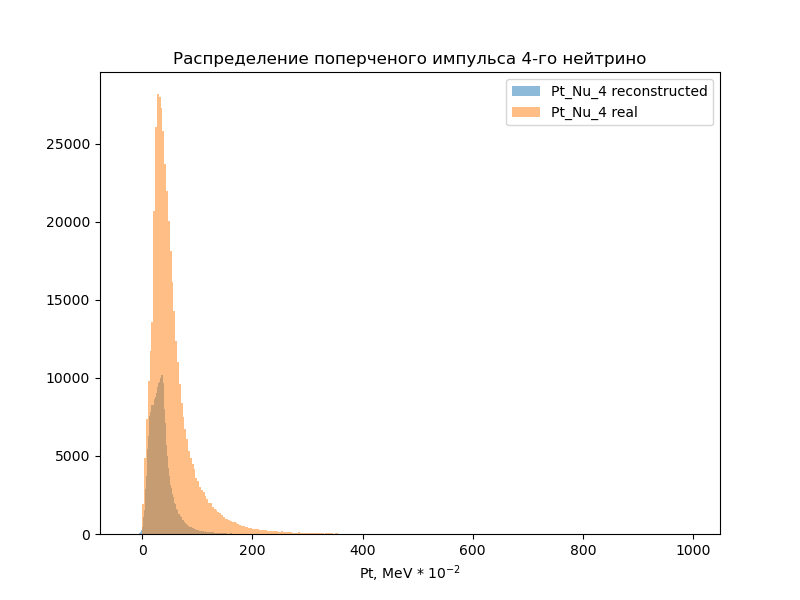 Распределение поперченого импульса 4-го нейтрино
Pt_Nu_4 reconstructed
Pt_Nu_4 real
25000
20000
15000
10000
5000
0
0 200 400 600 800 1000
Pt, MeV * 10⁻²